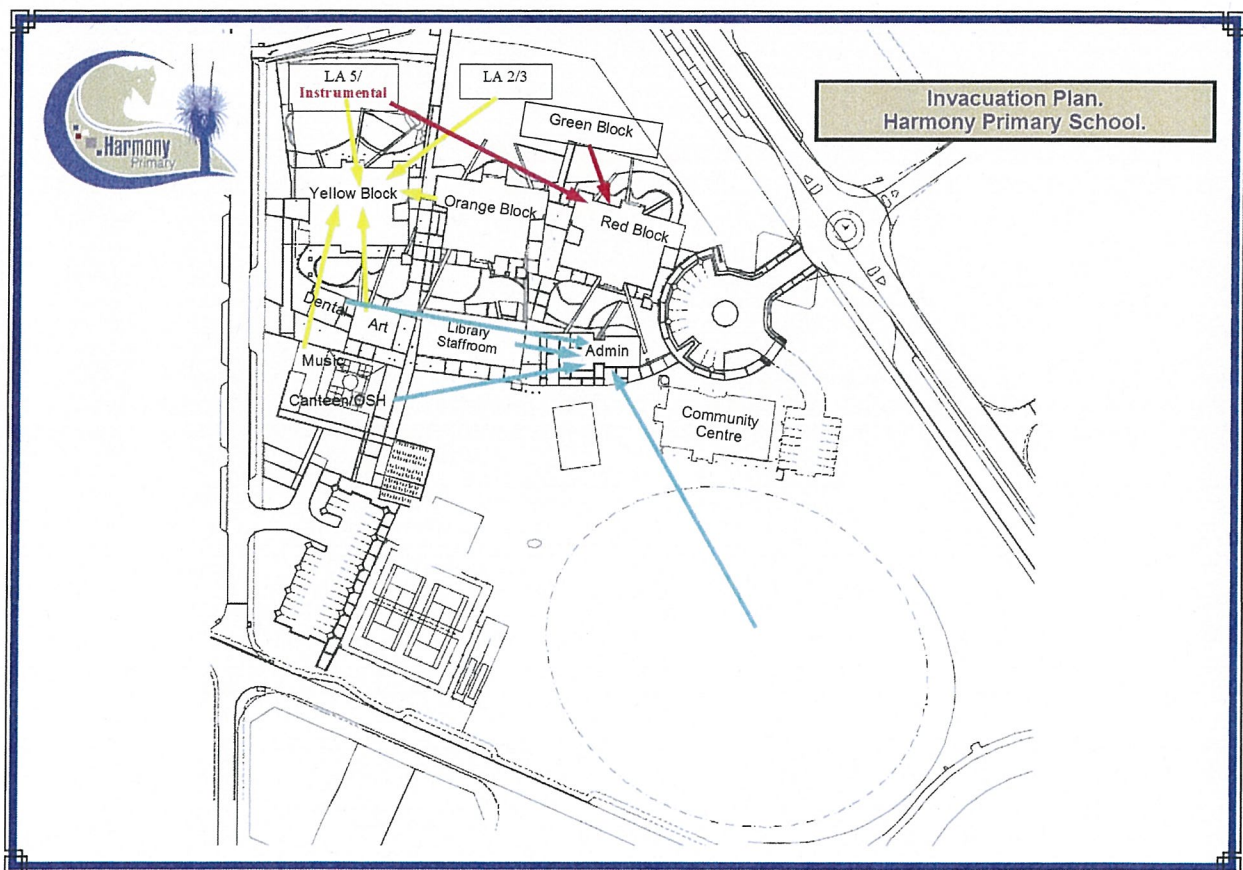 Harmony
Primary
Invacuation Plan.
Harmony Primary School.
LA 5/
Instrumental
LA 2/3
Green Block
Yellow Block
Orange Block
Red Block
Dental
Art
Library
Staffroom
Admin
Music
Canteen/OSH
Community
Centre